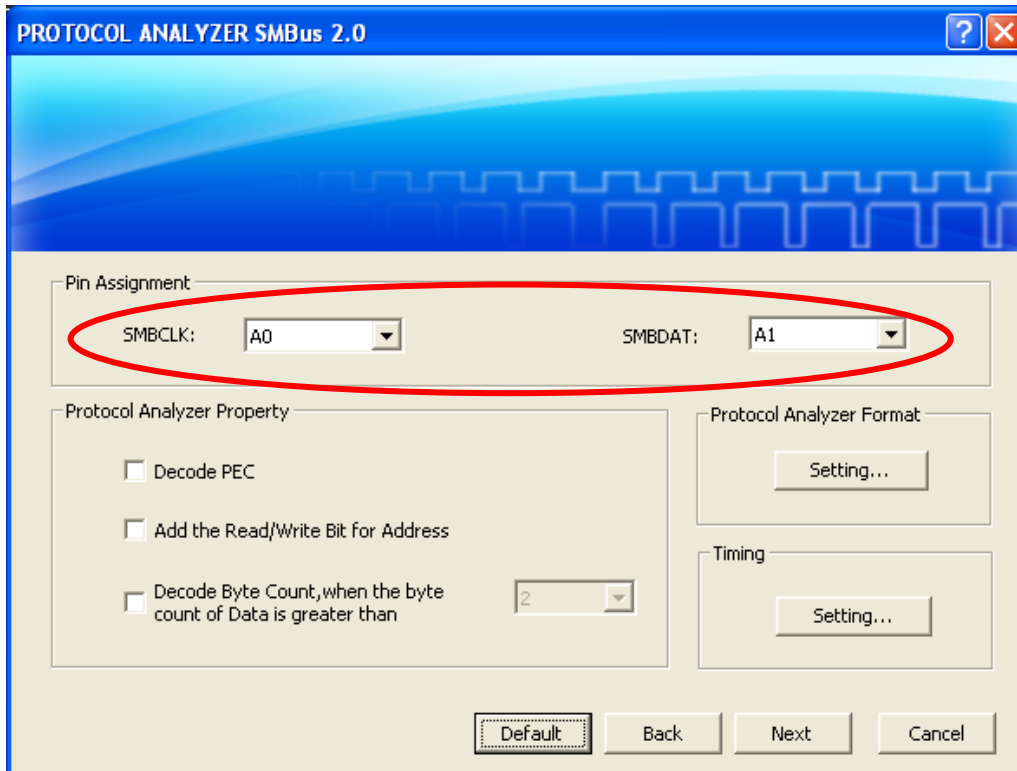 PROTOCOL ANALYZER SMBus 2.0
Pin Assignment
SMBCLK: A0 SMBDAT: A1
Protocol Analyzer Property
Decode PEC
Add the Read/Write Bit for Address
Decode Byte Count,when the byte
count of Data is greater than
2
Protocol Analyzer Format
Setting...
Timing
Setting...
Default Back Next Cancel